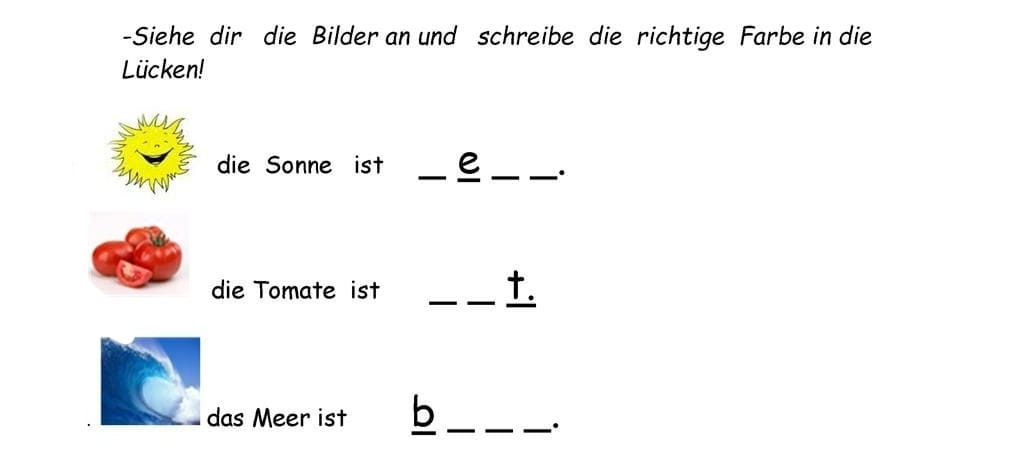 -Siehe dir die Bilder an und schreibe die richtige Farbe in die
Lücken!
die Sonne ist _ e _ _.
die Tomate ist _ _ t.
. das Meer ist b _ _ _.